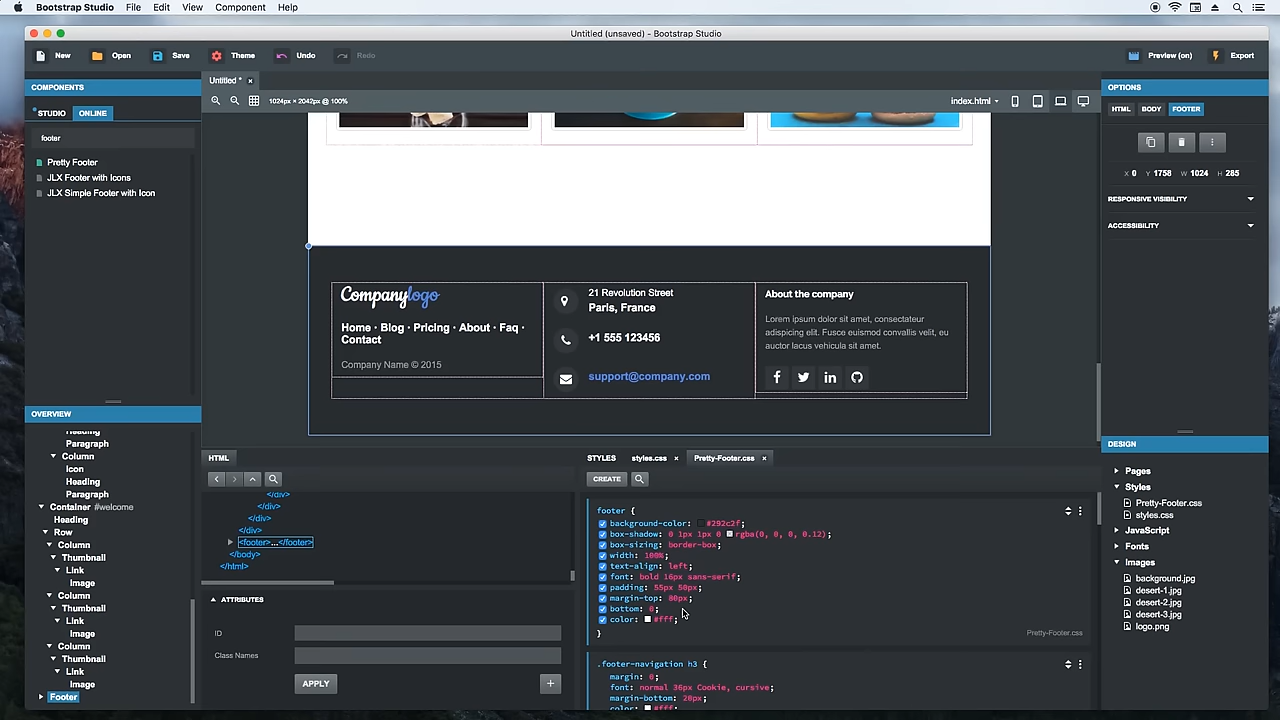 Bootstrap Studio File Edit View Component Help
Untitled (unsaved) - Bootstrap Studio
New Open Save Theme Undo Redo Preview (on) Export
COMPONENTS
STUDIO ONLINE
footer
Pretty Footer
JLX Footer with Icons
JLX Simple Footer with Icon
OVERVIEW
Heading
Paragraph
Column
Icon
Heading
Paragraph
Container #welcome
Heading
Row
Column
Thumbnail
Link
Image
Column
Thumbnail
Link
Image
Column
Thumbnail
Link
Image
Footer
Untitled * ×
1024px × 2042px @ 100% index.html
Companylogo
Home · Blog · Pricing · About · Faq ·
Contact
Company Name © 2015
21 Revolution Street
Paris, France
+1 555 123456
support@company.com
About the company
Lorem ipsum dolor sit amet, consectateur
adispicing elit. Fusce euismod convallis velit, eu
auctor lacus vehicula sit amet.
HTML
</div>
</div>
</div>
</div>
<footer>...</footer>
</body>
</html>
ATTRIBUTES
ID
Class Names
APPLY +
STYLES styles.css × Pretty-Footer.css ×
CREATE
footer {
background-color: #292c2f;
box-shadow: 0 1px 1px 0 rgba(0, 0, 0, 0.12);
box-sizing: border-box;
width: 100%;
text-align: left;
font: bold 16px sans-serif;
padding: 55px 50px;
margin-top: 80px;
bottom: 0;
color: #fff;
}
Pretty-Footer.css
.footer-navigation h3 {
margin: 0;
font: normal 36px Cookie, cursive;
margin-bottom: 20px;
color: #fff;
OPTIONS
HTML BODY FOOTER
X 0 Y 1758 W 1024 H 285
RESPONSIVE VISIBILITY
ACCESSIBILITY
DESIGN
Pages
Styles
Pretty-Footer.css
styles.css
JavaScript
Fonts
Images
background.jpg
desert-1.jpg
desert-2.jpg
desert-3.jpg
logo.png